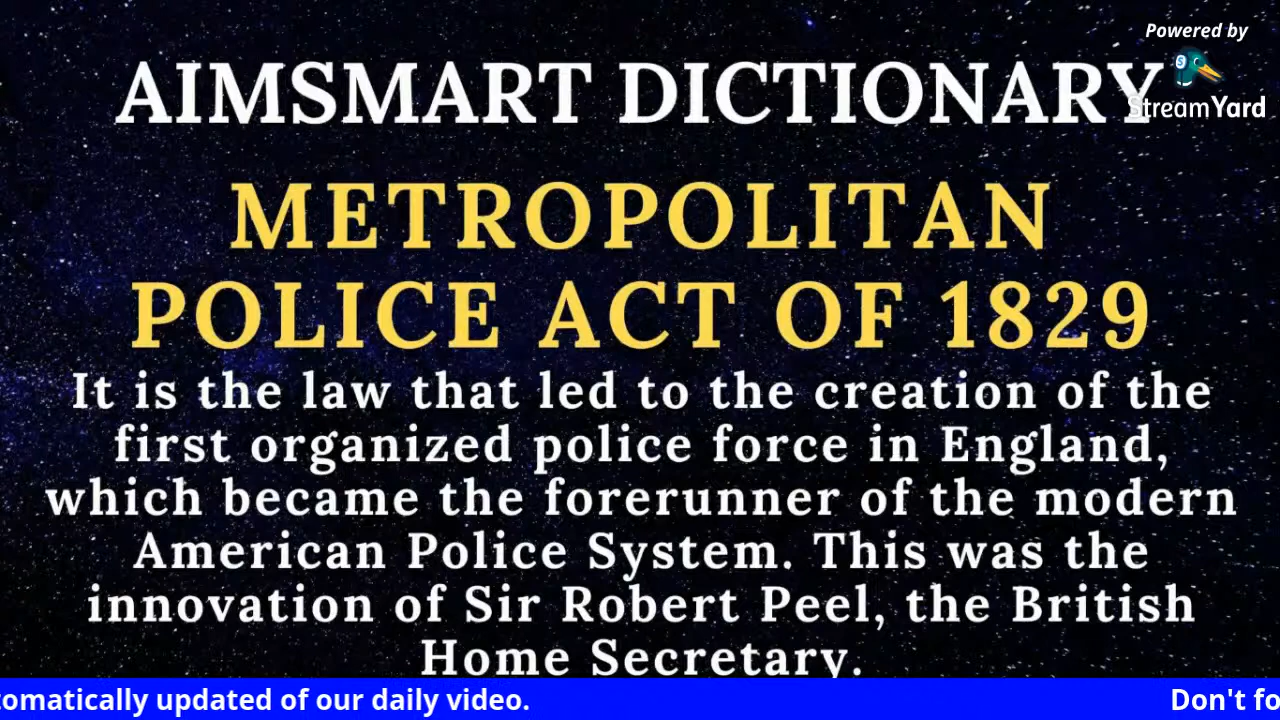 Powered by
StreamYard
AIMSMART DICTIONARY
METROPOLITAN
POLICE ACT OF 1829
It is the law that led to the creation of the
first organized police force in England,
which became the forerunner of the modern
American Police System. This was the
innovation of Sir Robert Peel, the British
Home Secretary.
tomatically updated of our daily video. Don't fo